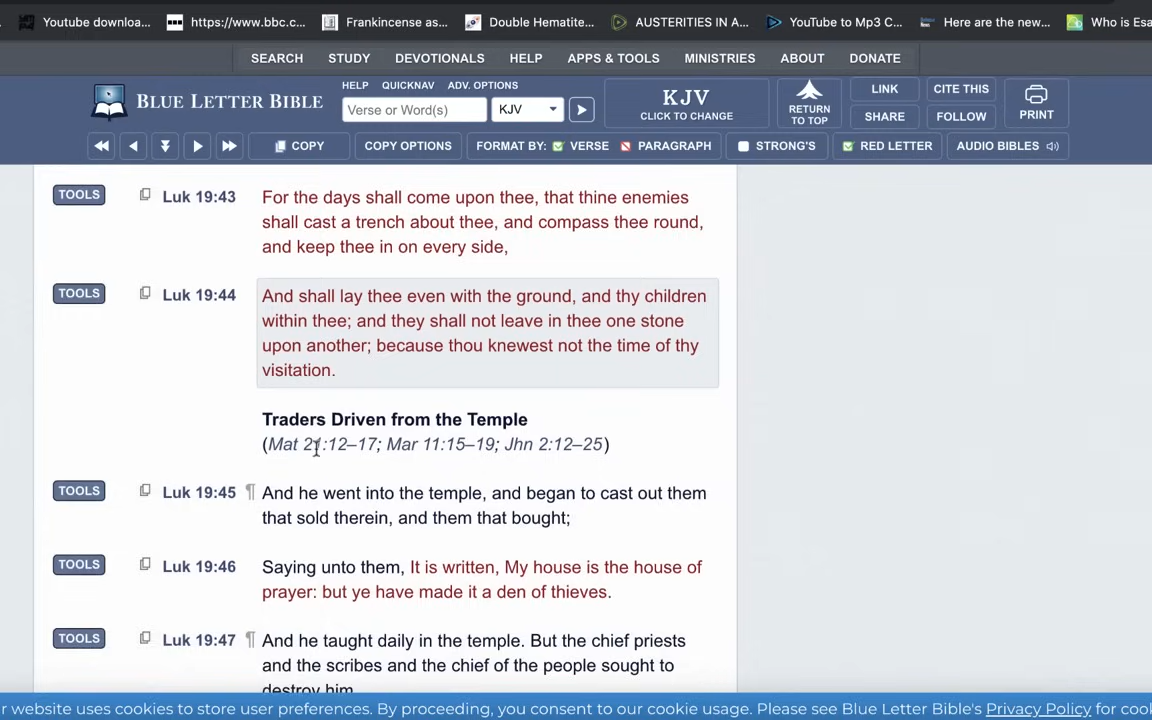 Youtube downloa...
https://www.bbc.c...
Frankincense as...
Double Hematite...
AUSTERITIES IN A...
YouTube to Mp3 C...
Here are the new...
Who is Esa
SEARCH STUDY DEVOTIONALS HELP APPS & TOOLS MINISTRIES ABOUT DONATE
BLUE LETTER BIBLE
HELP QUICKNAV ADV. OPTIONS
Verse or Word(s)
KJV
KJV
CLICK TO CHANGE
RETURN
TO TOP
LINK
CITE THIS
SHARE
FOLLOW
PRINT
COPY
COPY OPTIONS
FORMAT BY: VERSE PARAGRAPH
STRONG'S
RED LETTER
AUDIO BIBLES
TOOLS Luk 19:43 For the days shall come upon thee, that thine enemies
shall cast a trench about thee, and compass thee round,
and keep thee in on every side,
TOOLS Luk 19:44 And shall lay thee even with the ground, and thy children
within thee; and they shall not leave in thee one stone
upon another; because thou knewest not the time of thy
visitation.
Traders Driven from the Temple
(Mat 21:12–17; Mar 11:15–19; Jhn 2:12–25)
TOOLS Luk 19:45 ¶ And he went into the temple, and began to cast out them
that sold therein, and them that bought;
TOOLS Luk 19:46 Saying unto them, It is written, My house is the house of
prayer: but ye have made it a den of thieves.
TOOLS Luk 19:47 ¶ And he taught daily in the temple. But the chief priests
and the scribes and the chief of the people sought to
destroy him
r website uses cookies to store user preferences. By proceeding, you consent to our cookie usage. Please see Blue Letter Bible's Privacy Policy for cook